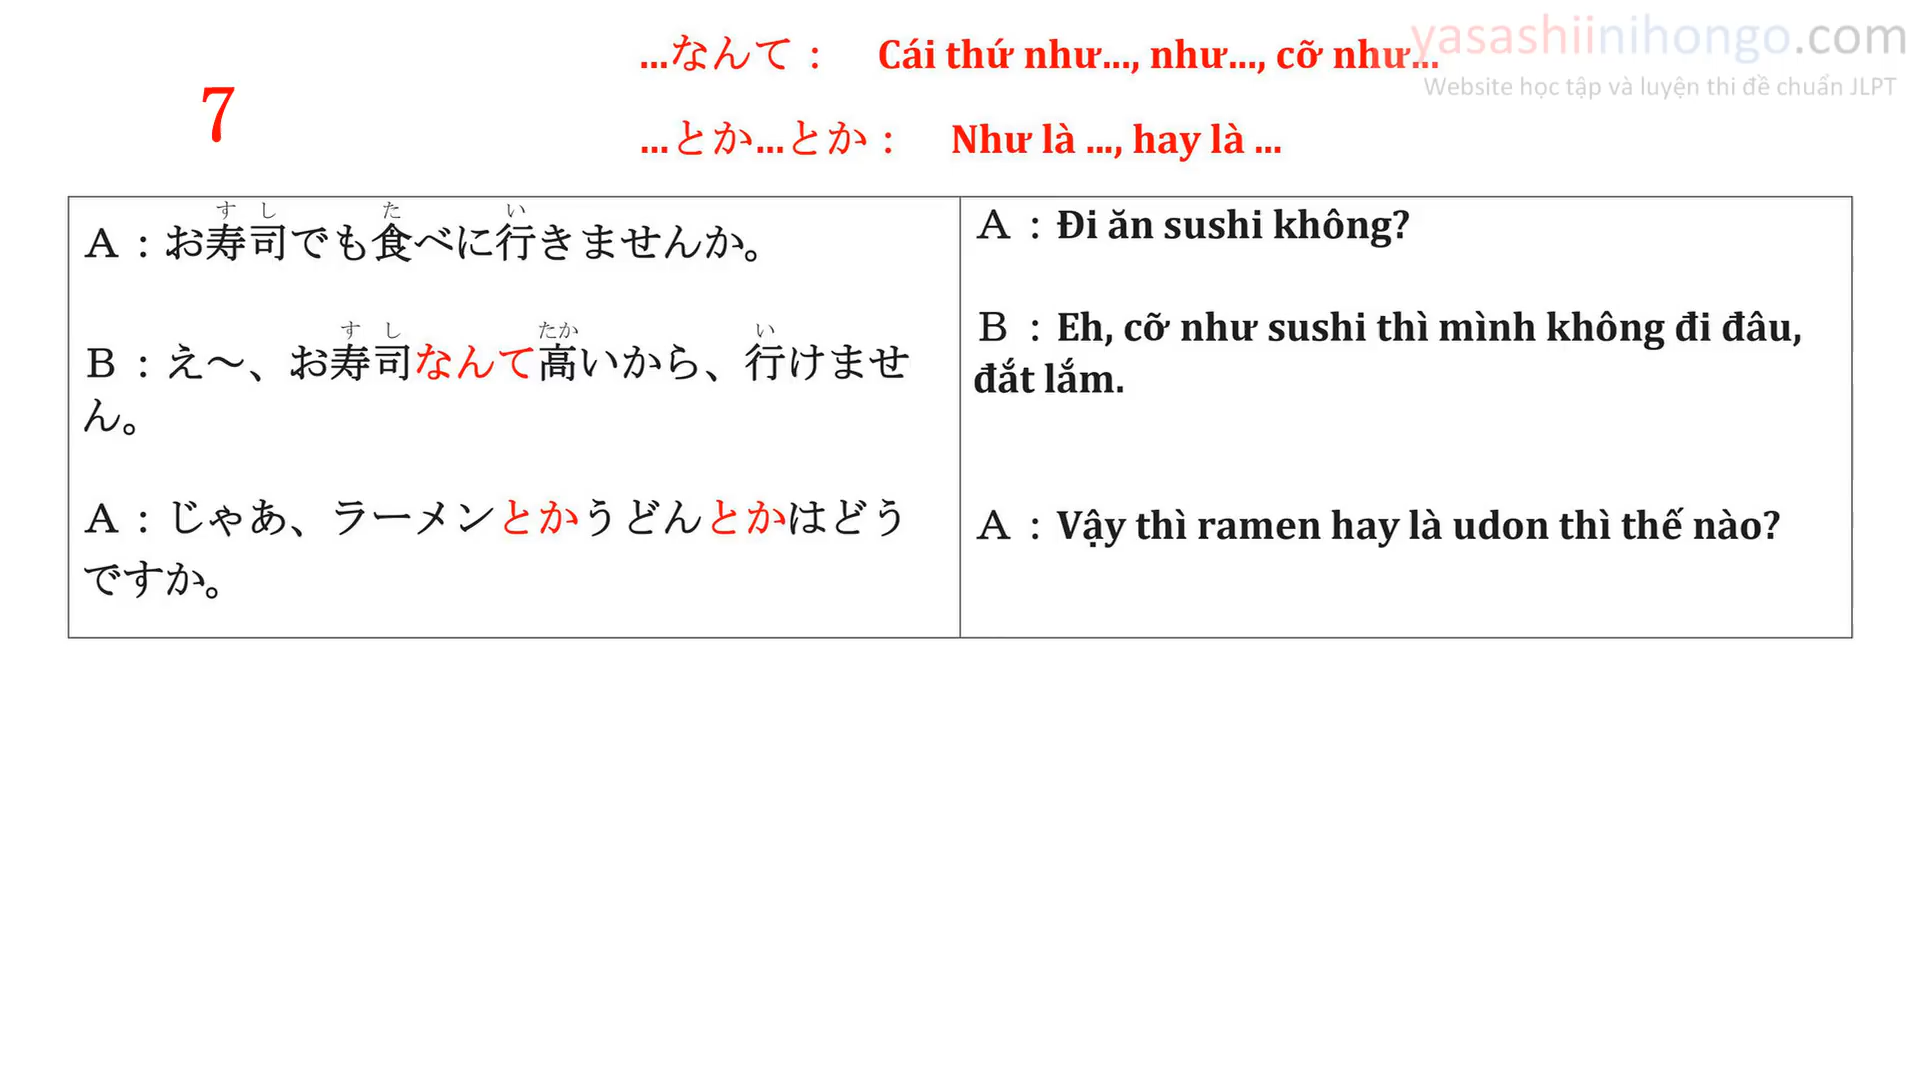 yasashiinihongo.com
Website học tập và luyện thi đề chuẩn JLPT
7
...なんて： Cái thứ như..., như..., cỡ như...
...とか...とか： Như là ..., hay là ...
すし た い
A：お寿司でも食べに行きませんか。
すし たか い
B：え～、お寿司なんて高いから、行けませ
ん。
A：じゃあ、ラーメンとかうどんとかはどう
ですか。
A：Đi ăn sushi không?
B：Eh, cỡ như sushi thì mình không đi đâu,
đắt lắm.
A：Vậy thì ramen hay là udon thì thế nào?